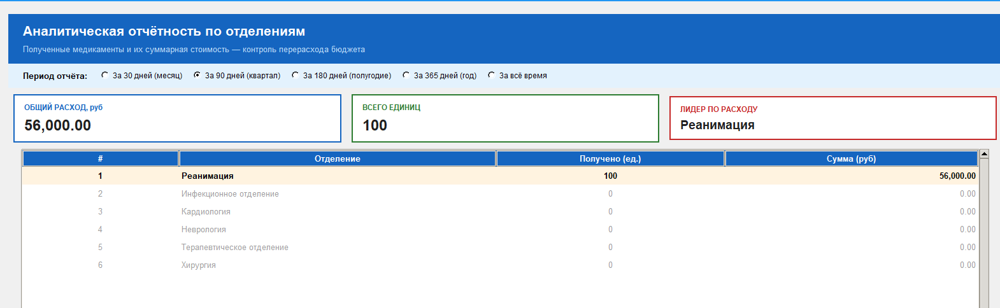 Аналитическая отчётность по отделениям
Полученные медикаменты и их суммарная стоимость — контроль перерасхода бюджета
Период отчёта: За 30 дней (месяц) За 90 дней (квартал) За 180 дней (полугодие) За 365 дней (год) За всё время
ОБЩИЙ РАСХОД, руб
56,000.00
ВСЕГО ЕДИНИЦ
100
ЛИДЕР ПО РАСХОДУ
Реанимация
# Отделение Получено (ед.) Сумма (руб)
1 Реанимация 100 56,000.00
2 Инфекционное отделение 0 0.00
3 Кардиология 0 0.00
4 Неврология 0 0.00
5 Терапевтическое отделение 0 0.00
6 Хирургия 0 0.00